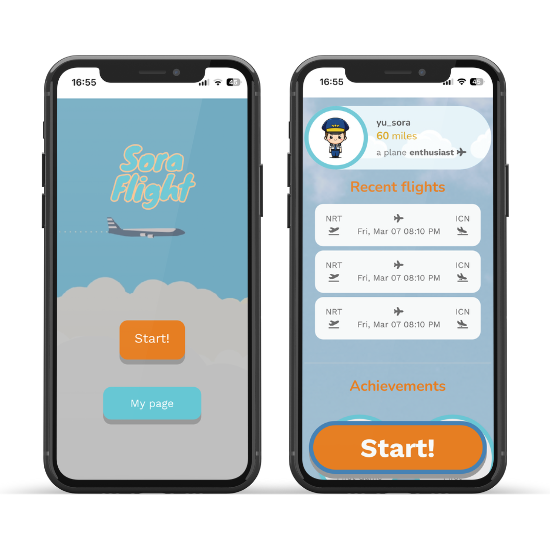 16:55
Sora
Flight
Start!
My page
16:55
yu_sora
60 miles
a plane enthusiast
Recent flights
NRT ICN
Fri, Mar 07 08:10 PM
NRT ICN
Fri, Mar 07 08:10 PM
NRT ICN
Fri, Mar 07 08:10 PM
Achievements
Start!